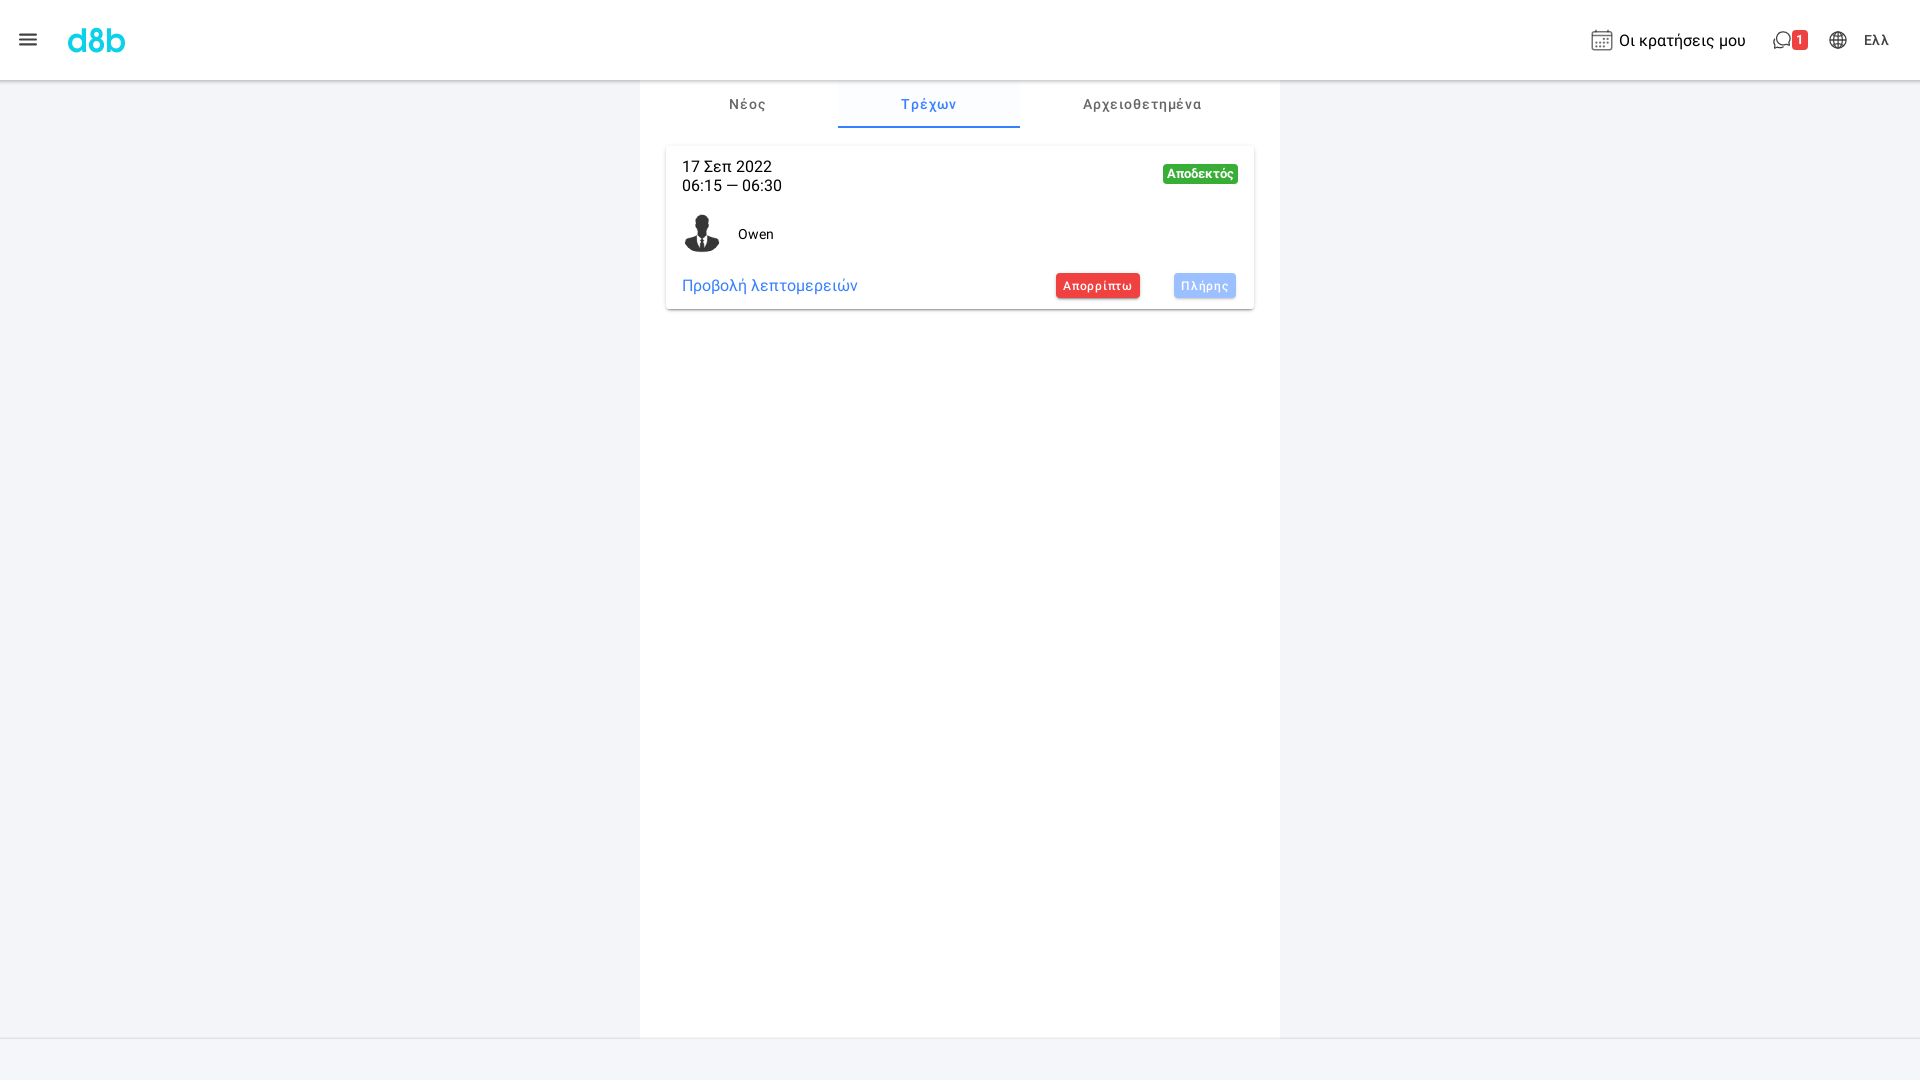 d8b
Οι κρατήσεις μου
1
Ελλ
Νέος
Τρέχων
Αρχειοθετημένα
17 Σεπ 2022
06:15 — 06:30
Αποδεκτός
Owen
Προβολή λεπτομερειών
Απορρίπτω
Πλήρης